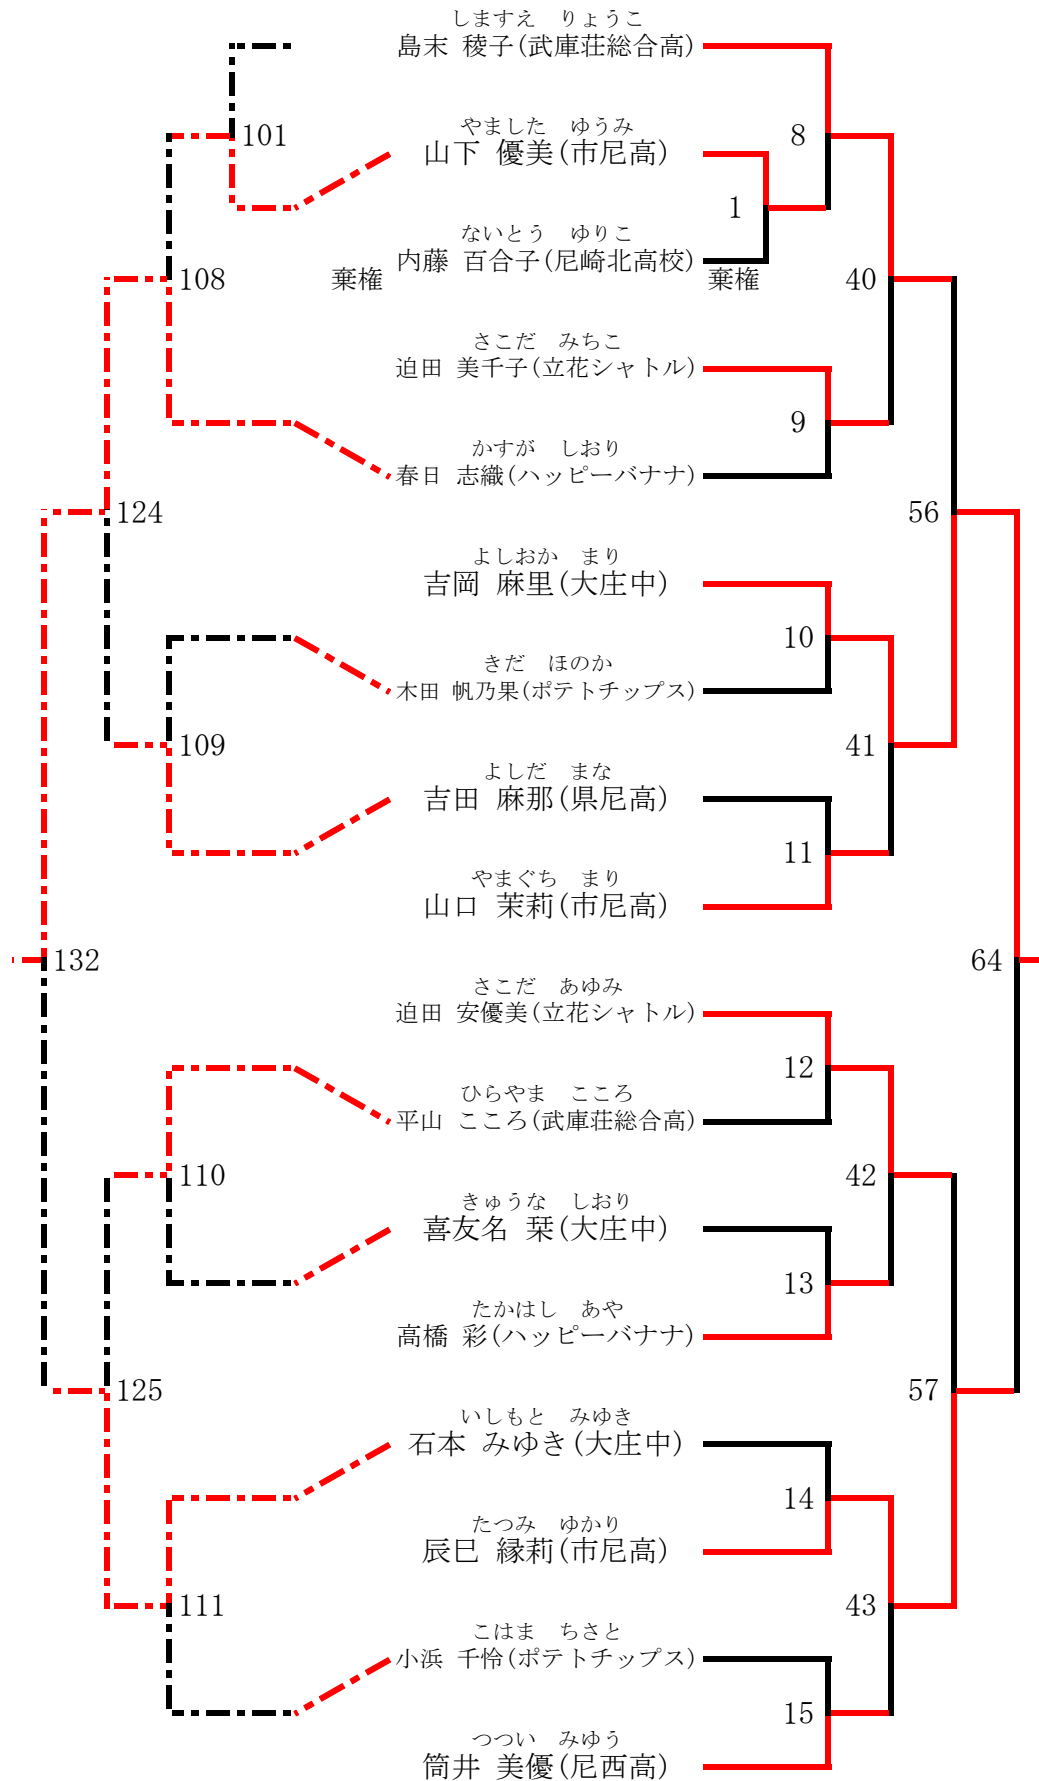 しますえ りょうこ
島末 稜子(武庫荘総合高)
101
8
やました ゆうみ
山下 優美(市尼高)
1
ないとう ゆりこ
内藤 百合子(尼崎北高校)
108
棄権
棄権
40
さこだ みちこ
迫田 美千子(立花シャトル)
9
かすが しおり
春日 志織(ハッピーバナナ)
124
56
よしおか まり
吉岡 麻里(大庄中)
10
きだ ほのか
木田 帆乃果(ポテトチップス)
109
41
よしだ まな
吉田 麻那(県尼高)
11
やまぐち まり
山口 茉莉(市尼高)
132
64
さこだ あゆみ
迫田 安優美(立花シャトル)
12
ひらやま こころ
平山 こころ(武庫荘総合高)
110
42
きゅうな しおり
喜友名 栞(大庄中)
13
たかはし あや
高橋 彩(ハッピーバナナ)
125
57
いしもと みゆき
石本 みゆき(大庄中)
14
たつみ ゆかり
辰巳 縁莉(市尼高)
111
43
こはま ちさと
小浜 千怜(ポテトチップス)
15
つつい みゆう
筒井 美優(尼西高)